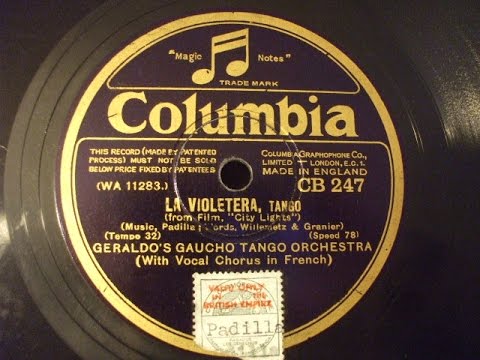 "Magic Notes"
TRADE MARK
Columbia
THIS RECORD (MADE BY PATENTED
PROCESS) MUST NOT BE SOLD
BELOW PRICE FIXED BY PATENTEES
COLUMBIA GRAPHOPHONE CO.,
LIMITED LONDON, E.C.1.
MADE IN ENGLAND
(WA 11283.)
CB 247
LA VIOLETERA, TANGO
(from Film, "City Lights")
(Music, Padilla; Words, Willemetz & Granier)
(Tempo 32)
(Speed 78)
GERALDO'S GAUCHO TANGO ORCHESTRA
(With Vocal Chorus in French)
VALID ONLY
IN THE
BRITISH EMPIRE
Padilla